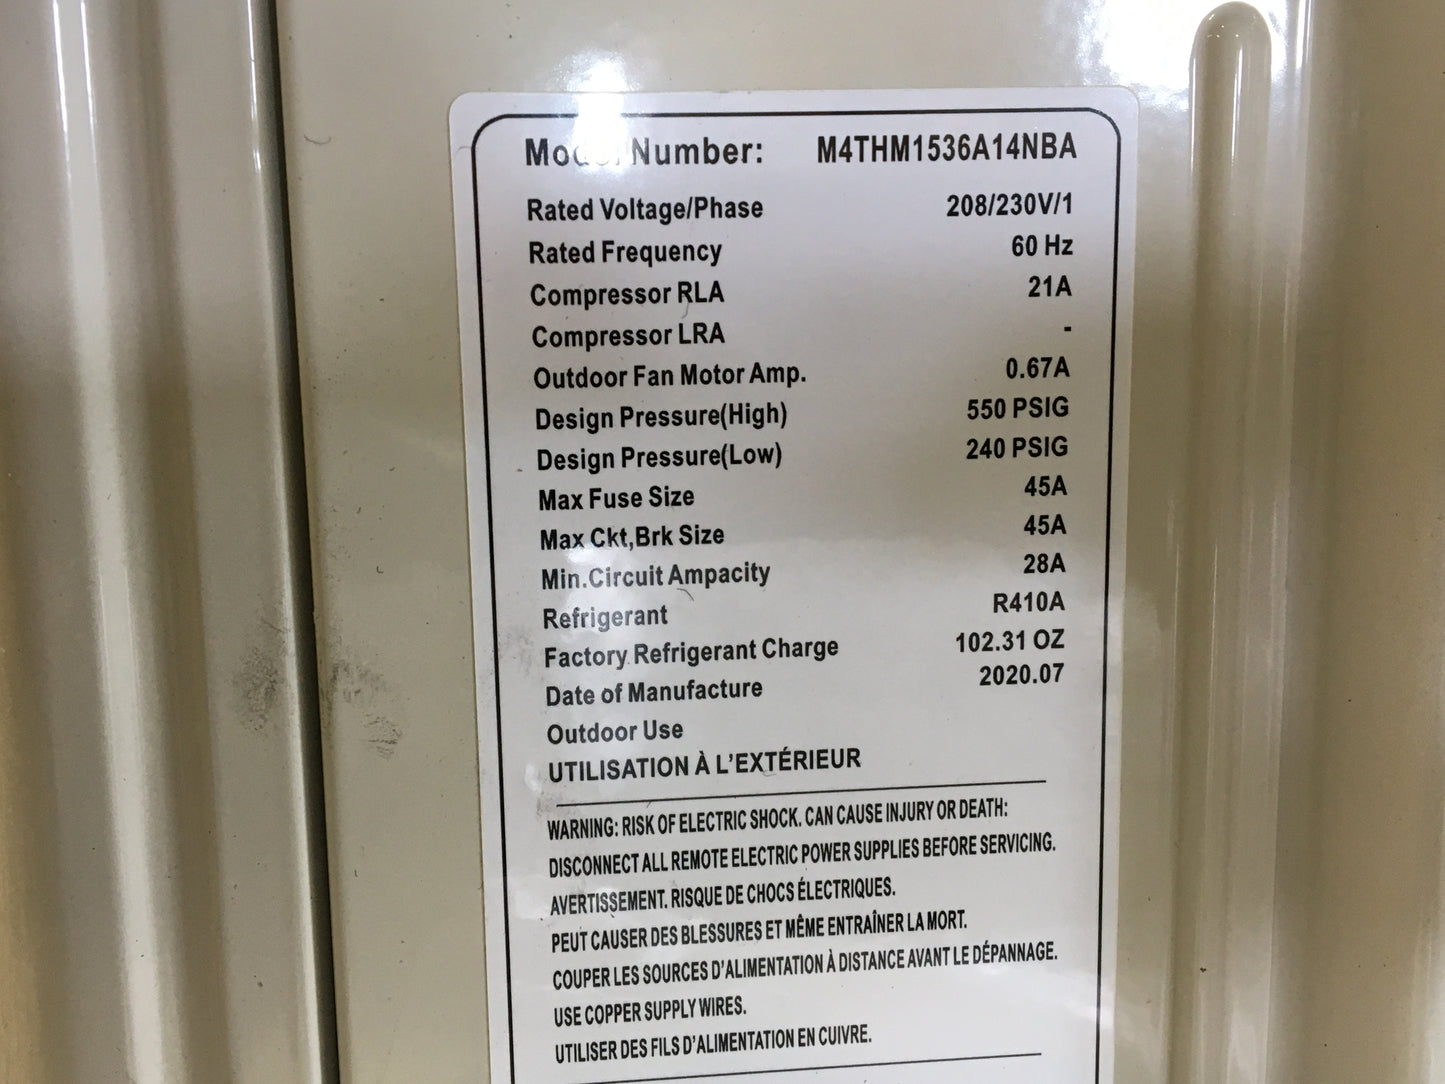 Model Number: M4THM1536A14NBA
Rated Voltage/Phase 208/230V/1
Rated Frequency 60 Hz
Compressor RLA 21A
Compressor LRA -
Outdoor Fan Motor Amp. 0.67A
Design Pressure(High) 550 PSIG
Design Pressure(Low) 240 PSIG
Max Fuse Size 45A
Max Ckt,Brk Size 45A
Min.Circuit Ampacity 28A
Refrigerant R410A
Factory Refrigerant Charge 102.31 OZ
Date of Manufacture 2020.07
Outdoor Use
UTILISATION À L'EXTÉRIEUR
WARNING: RISK OF ELECTRIC SHOCK. CAN CAUSE INJURY OR DEATH:
DISCONNECT ALL REMOTE ELECTRIC POWER SUPPLIES BEFORE SERVICING.
AVERTISSEMENT. RISQUE DE CHOCS ÉLECTRIQUES.
PEUT CAUSER DES BLESSURES ET MÊME ENTRAÎNER LA MORT.
COUPER LES SOURCES D'ALIMENTATION À DISTANCE AVANT LE DÉPANNAGE.
USE COPPER SUPPLY WIRES.
UTILISER DES FILS D'ALIMENTATION EN CUIVRE.